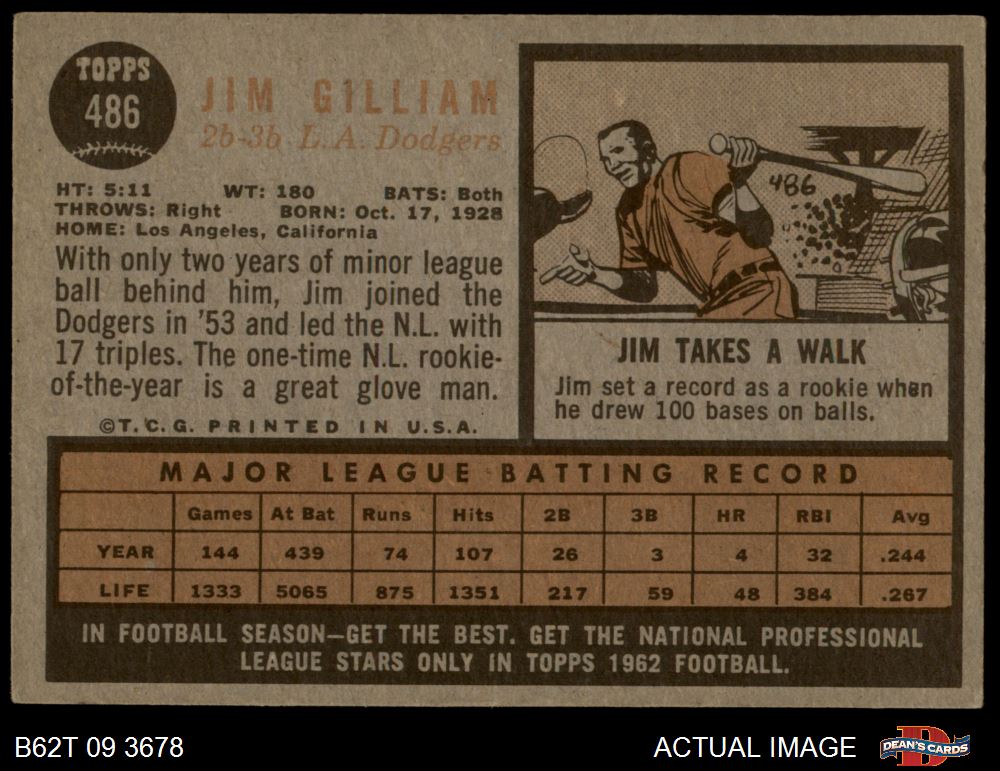 TOPPS
486
JIM GILLIAM
2b-3b L.A. Dodgers
HT: 5:11 WT: 180 BATS: Both
THROWS: Right BORN: Oct. 17, 1928
HOME: Los Angeles, California
With only two years of minor league
ball behind him, Jim joined the
Dodgers in '53 and led the N.L. with
17 triples. The one-time N.L. rookie-
of-the-year is a great glove man.
©T.C.G. PRINTED IN U.S.A.
486
JIM TAKES A WALK
Jim set a record as a rookie when
he drew 100 bases on balls.
MAJOR LEAGUE BATTING RECORD
Games At Bat Runs Hits 2B 3B HR RBI Avg
YEAR 144 439 74 107 26 3 4 32 .244
LIFE 1333 5065 875 1351 217 59 48 384 .267
IN FOOTBALL SEASON—GET THE BEST. GET THE NATIONAL PROFESSIONAL
LEAGUE STARS ONLY IN TOPPS 1962 FOOTBALL.
B62T 09 3678 ACTUAL IMAGE DEAN'S CARDS